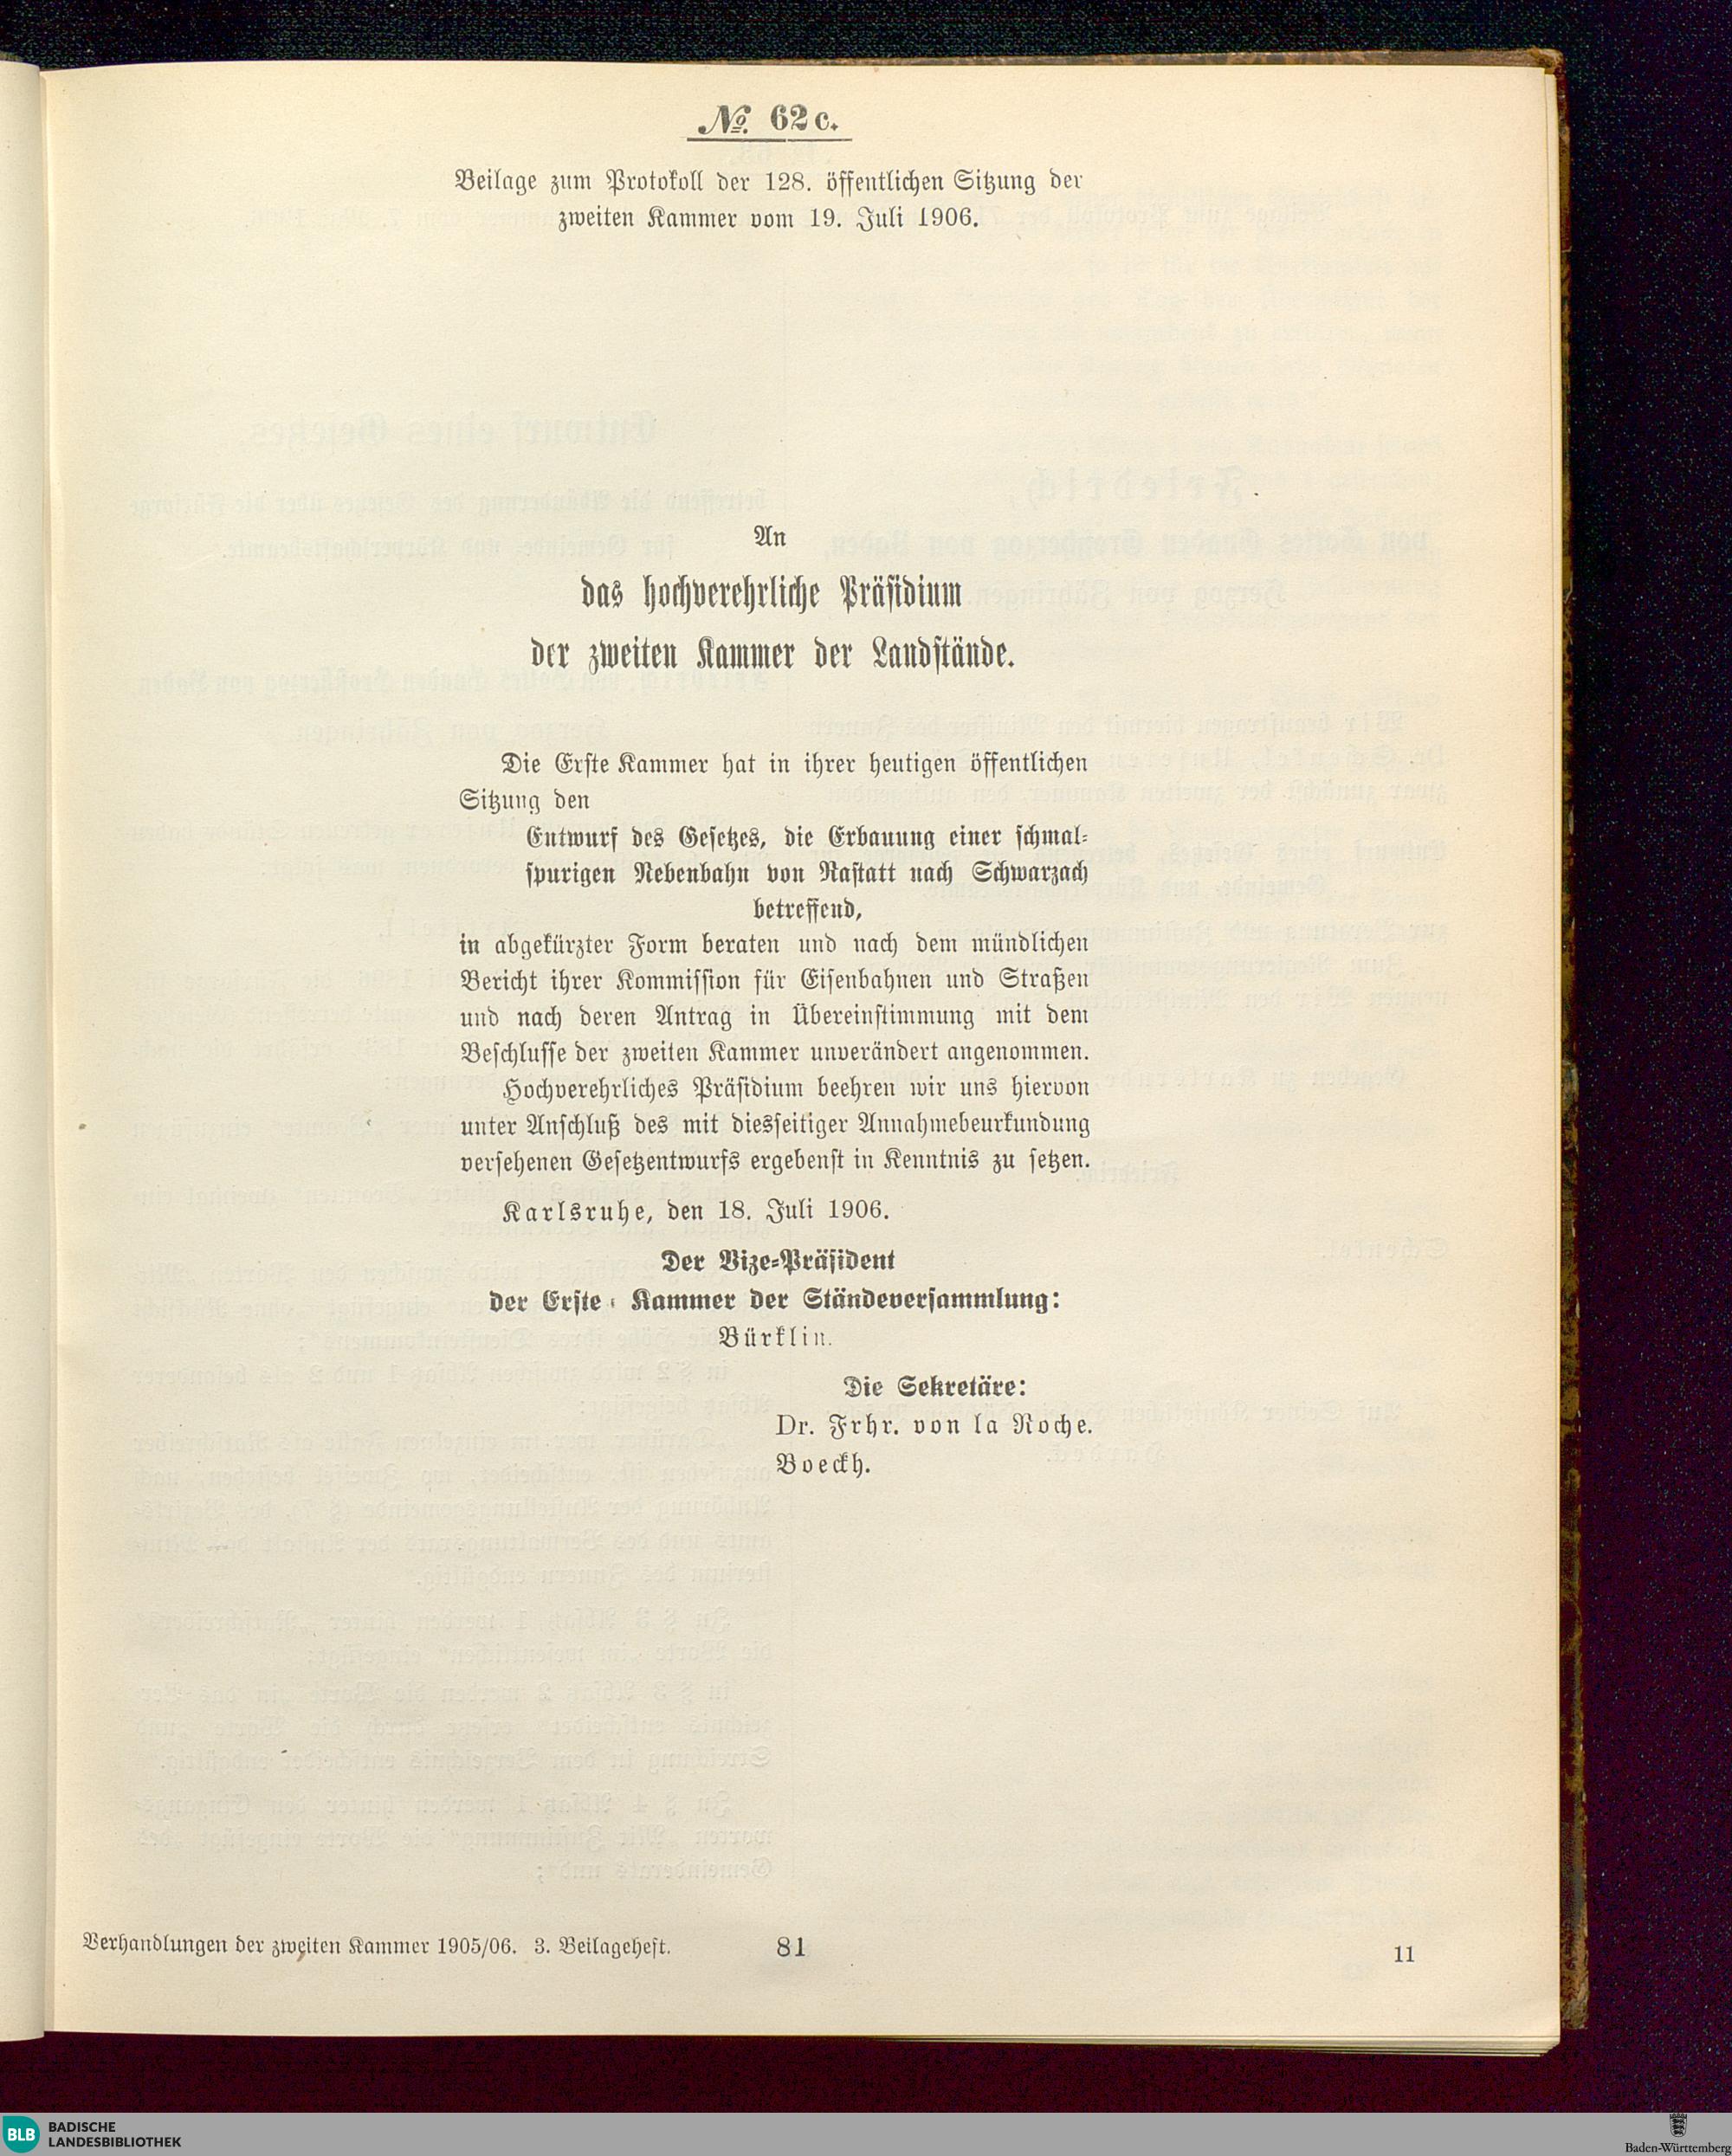 № 62c.
Beilage zum Protokoll der 128. öffentlichen Sitzung der
zweiten Kammer vom 19. Juli 1906.
An
das hochverehrliche Präsidium
der zweiten Kammer der Landstände.
Die Erste Kammer hat in ihrer heutigen öffentlichen
Sitzung den
Entwurf des Gesetzes, die Erbauung einer schmal-
spurigen Nebenbahn von Rastatt nach Schwarzach
betreffend,
in abgekürzter Form beraten und nach dem mündlichen
Bericht ihrer Kommission für Eisenbahnen und Straßen
und nach deren Antrag in Übereinstimmung mit dem
Beschlusse der zweiten Kammer unverändert angenommen.
Hochverehrliches Präsidium beehren wir uns hiervon
unter Anschluß des mit diesseitiger Annahmebeurkundung
versehenen Gesetzentwurfs ergebenst in Kenntnis zu setzen.
Karlsruhe, den 18. Juli 1906.
Der Vize-Präsident
der Erste Kammer der Ständeversammlung:
Bürklin.
Die Sekretäre:
Dr. Frhr. von la Roche.
Boeckh.
Verhandlungen der zweiten Kammer 1905/06. 3. Beilageheft. 81 11
BLB BADISCHE
LANDESBIBLIOTHEK
Baden-Württemberg